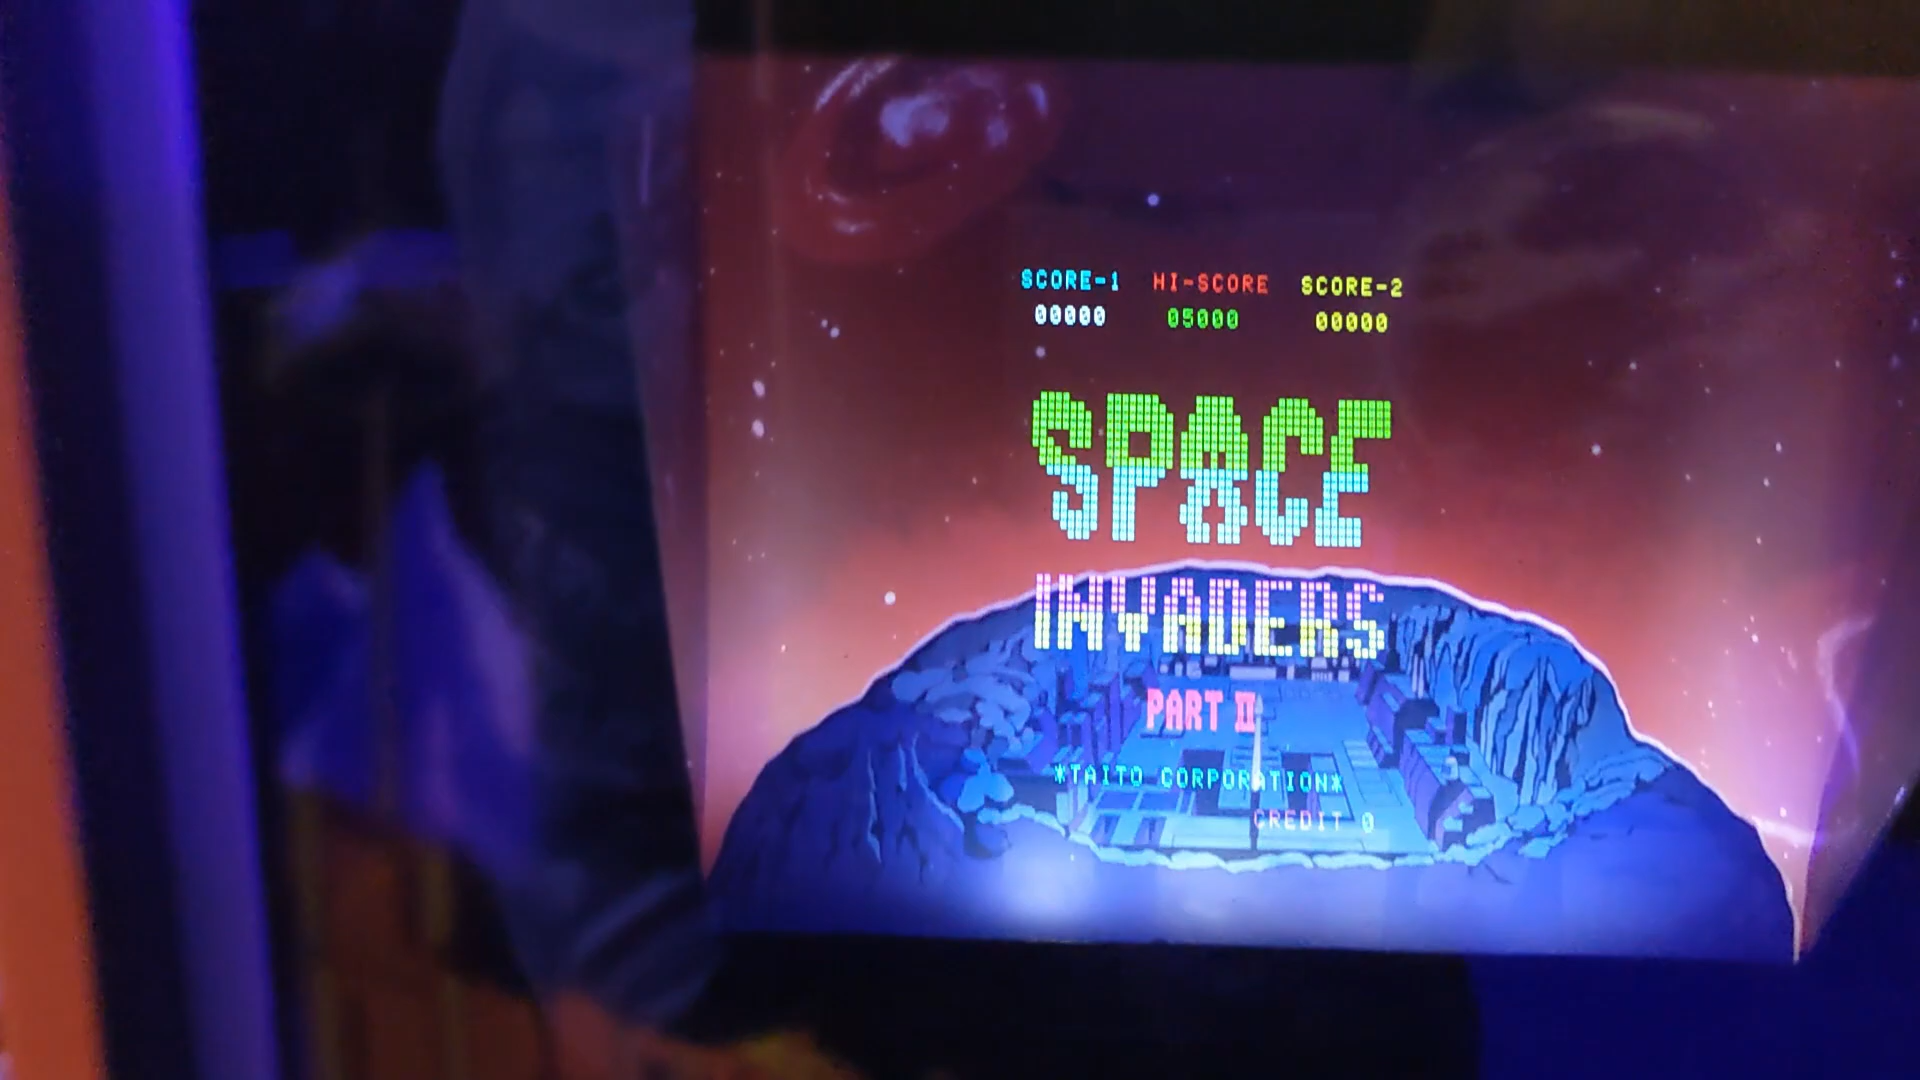 SCORE-1 HI-SCORE SCORE-2
00000 05000 00000
SPACE
INVADERS
PART II
*TAITO CORPORATION*
CREDIT 0